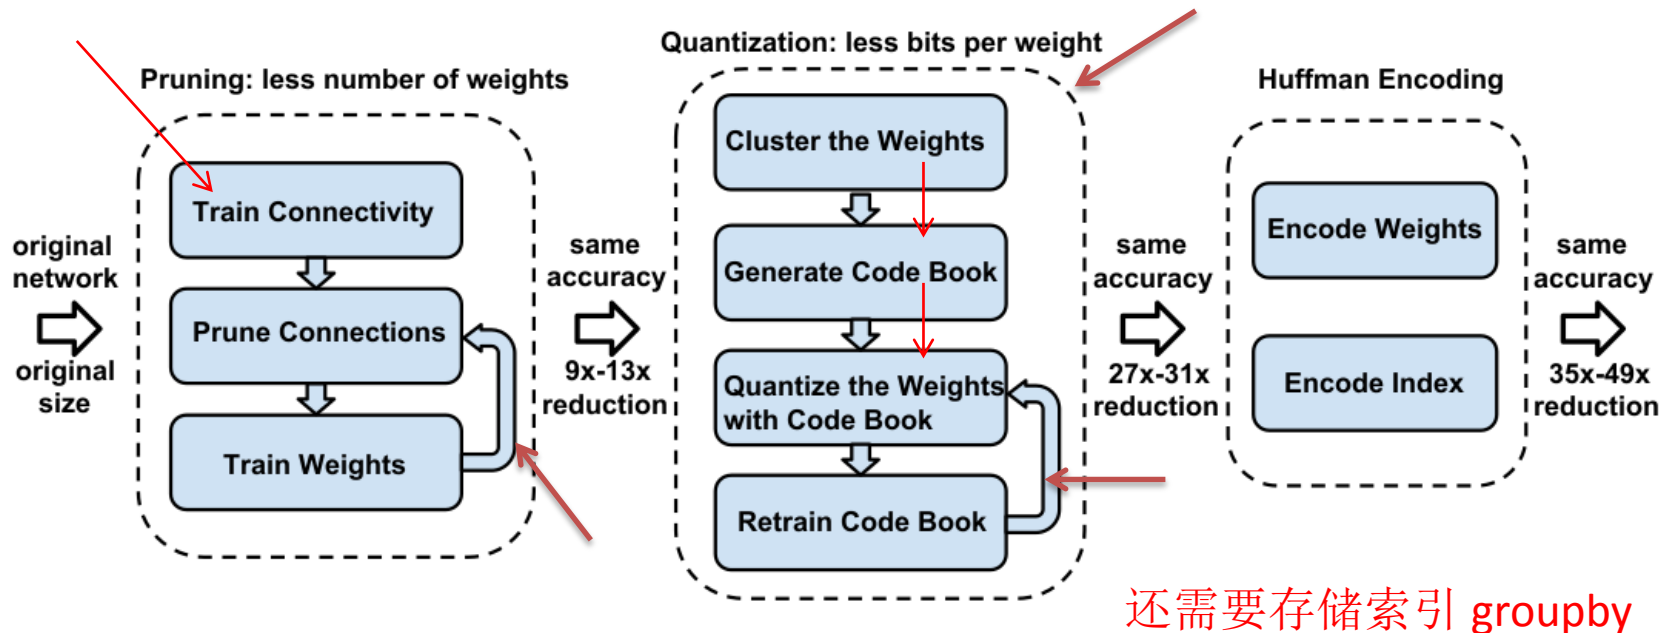 Pruning: less number of weights
Train Connectivity
Prune Connections
Train Weights
original
network
original
size
same
accuracy
9x-13x
reduction
Quantization: less bits per weight
Cluster the Weights
Generate Code Book
Quantize the Weights
with Code Book
Retrain Code Book
same
accuracy
27x-31x
reduction
Huffman Encoding
Encode Weights
Encode Index
same
accuracy
35x-49x
reduction
还需要存储索引 groupby